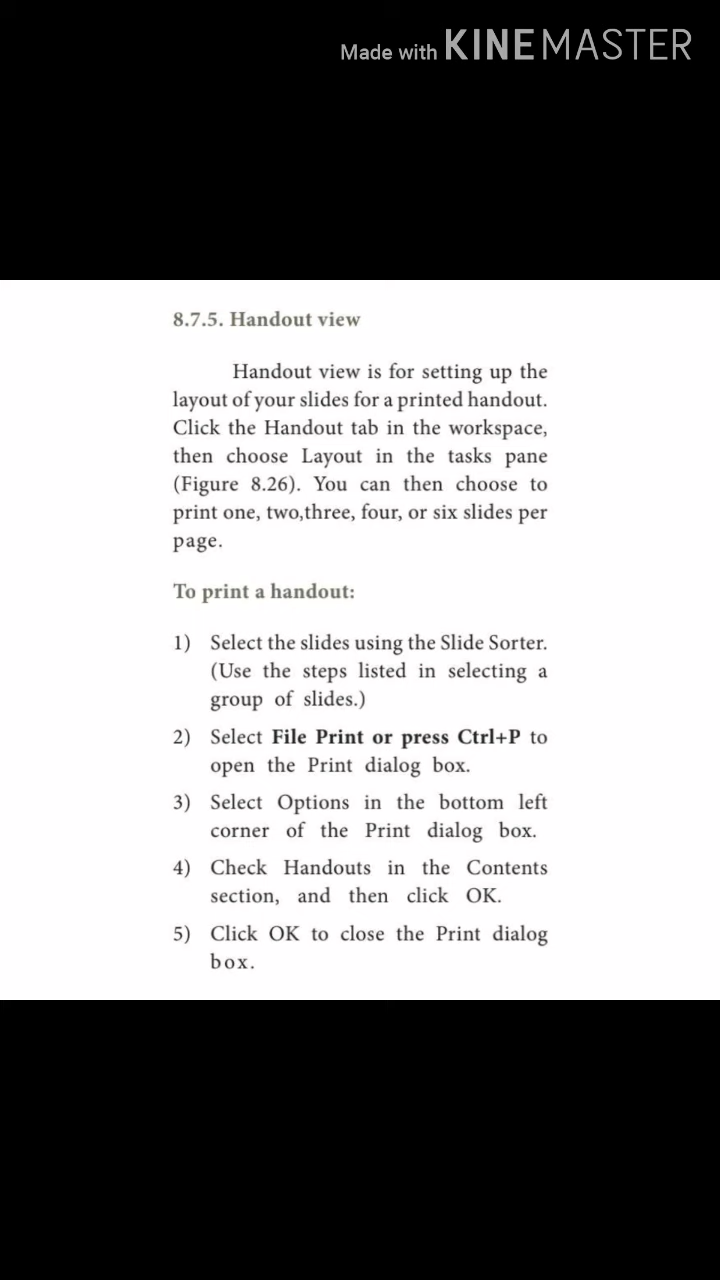 Made with KINEMASTER
8.7.5. Handout view
Handout view is for setting up the
layout of your slides for a printed handout.
Click the Handout tab in the workspace,
then choose Layout in the tasks pane
(Figure 8.26). You can then choose to
print one, two,three, four, or six slides per
page.
To print a handout:
1) Select the slides using the Slide Sorter.
(Use the steps listed in selecting a
group of slides.)
2) Select File Print or press Ctrl+P to
open the Print dialog box.
3) Select Options in the bottom left
corner of the Print dialog box.
4) Check Handouts in the Contents
section, and then click OK.
5) Click OK to close the Print dialog
box.